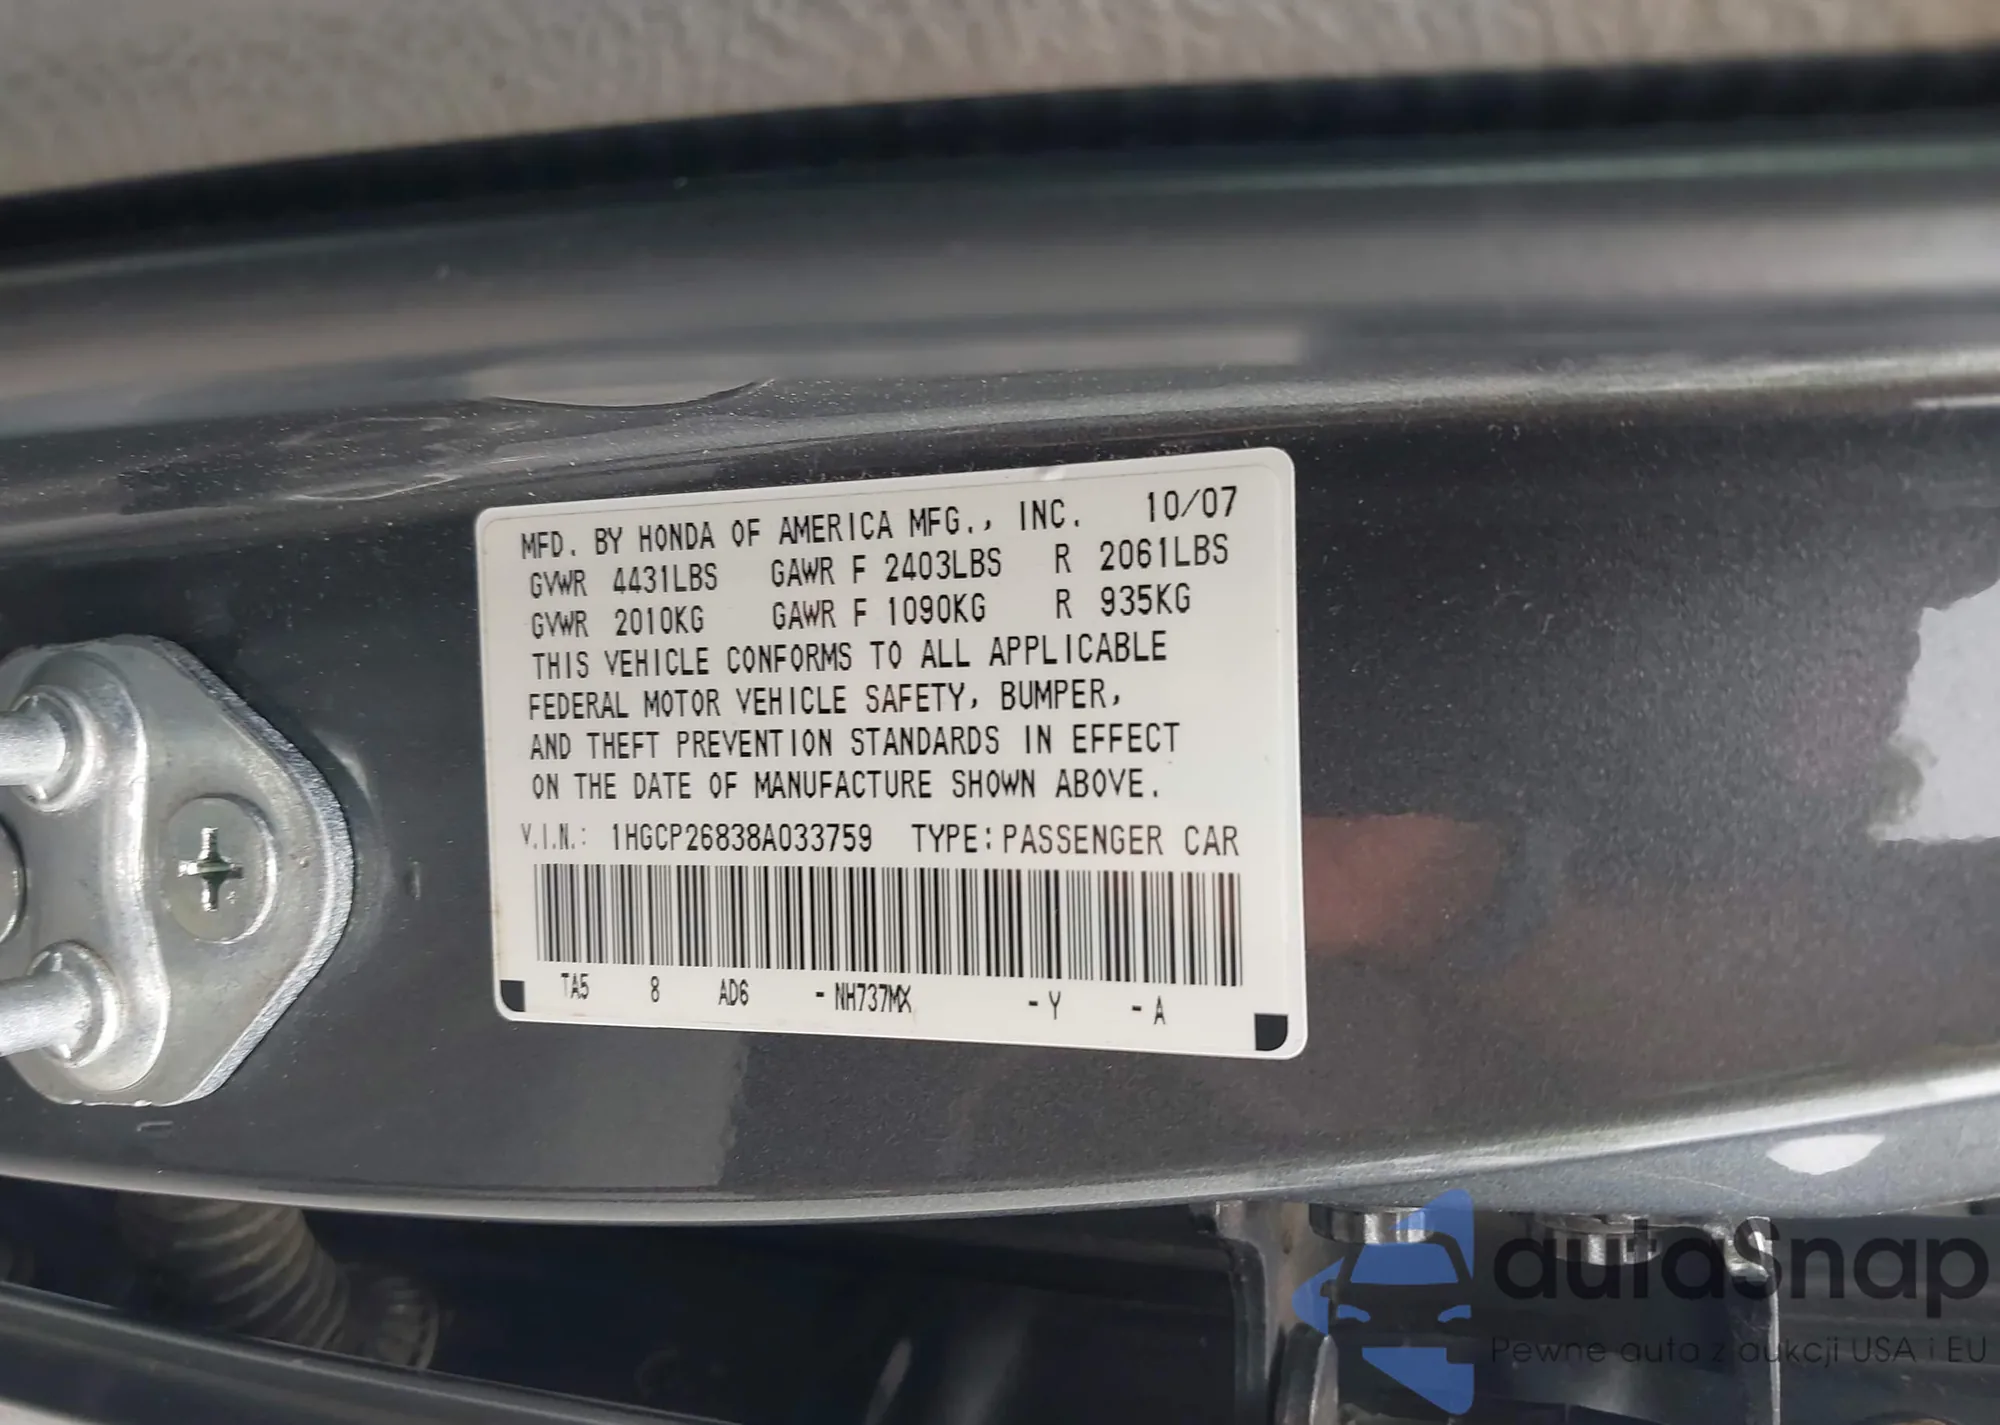 MFD. BY HONDA OF AMERICA MFG., INC. 10/07
GVWR 4431LBS GAWR F 2403LBS R 2061LBS
GVWR 2010KG GAWR F 1090KG R 935KG
THIS VEHICLE CONFORMS TO ALL APPLICABLE
FEDERAL MOTOR VEHICLE SAFETY, BUMPER,
AND THEFT PREVENTION STANDARDS IN EFFECT
ON THE DATE OF MANUFACTURE SHOWN ABOVE.
V.I.N.: 1HGCP26838A033759 TYPE: PASSENGER CAR
TA5 8 AD6 - NH737MX - Y - A
autaSnap
Pewne auta z aukcji USA i EU